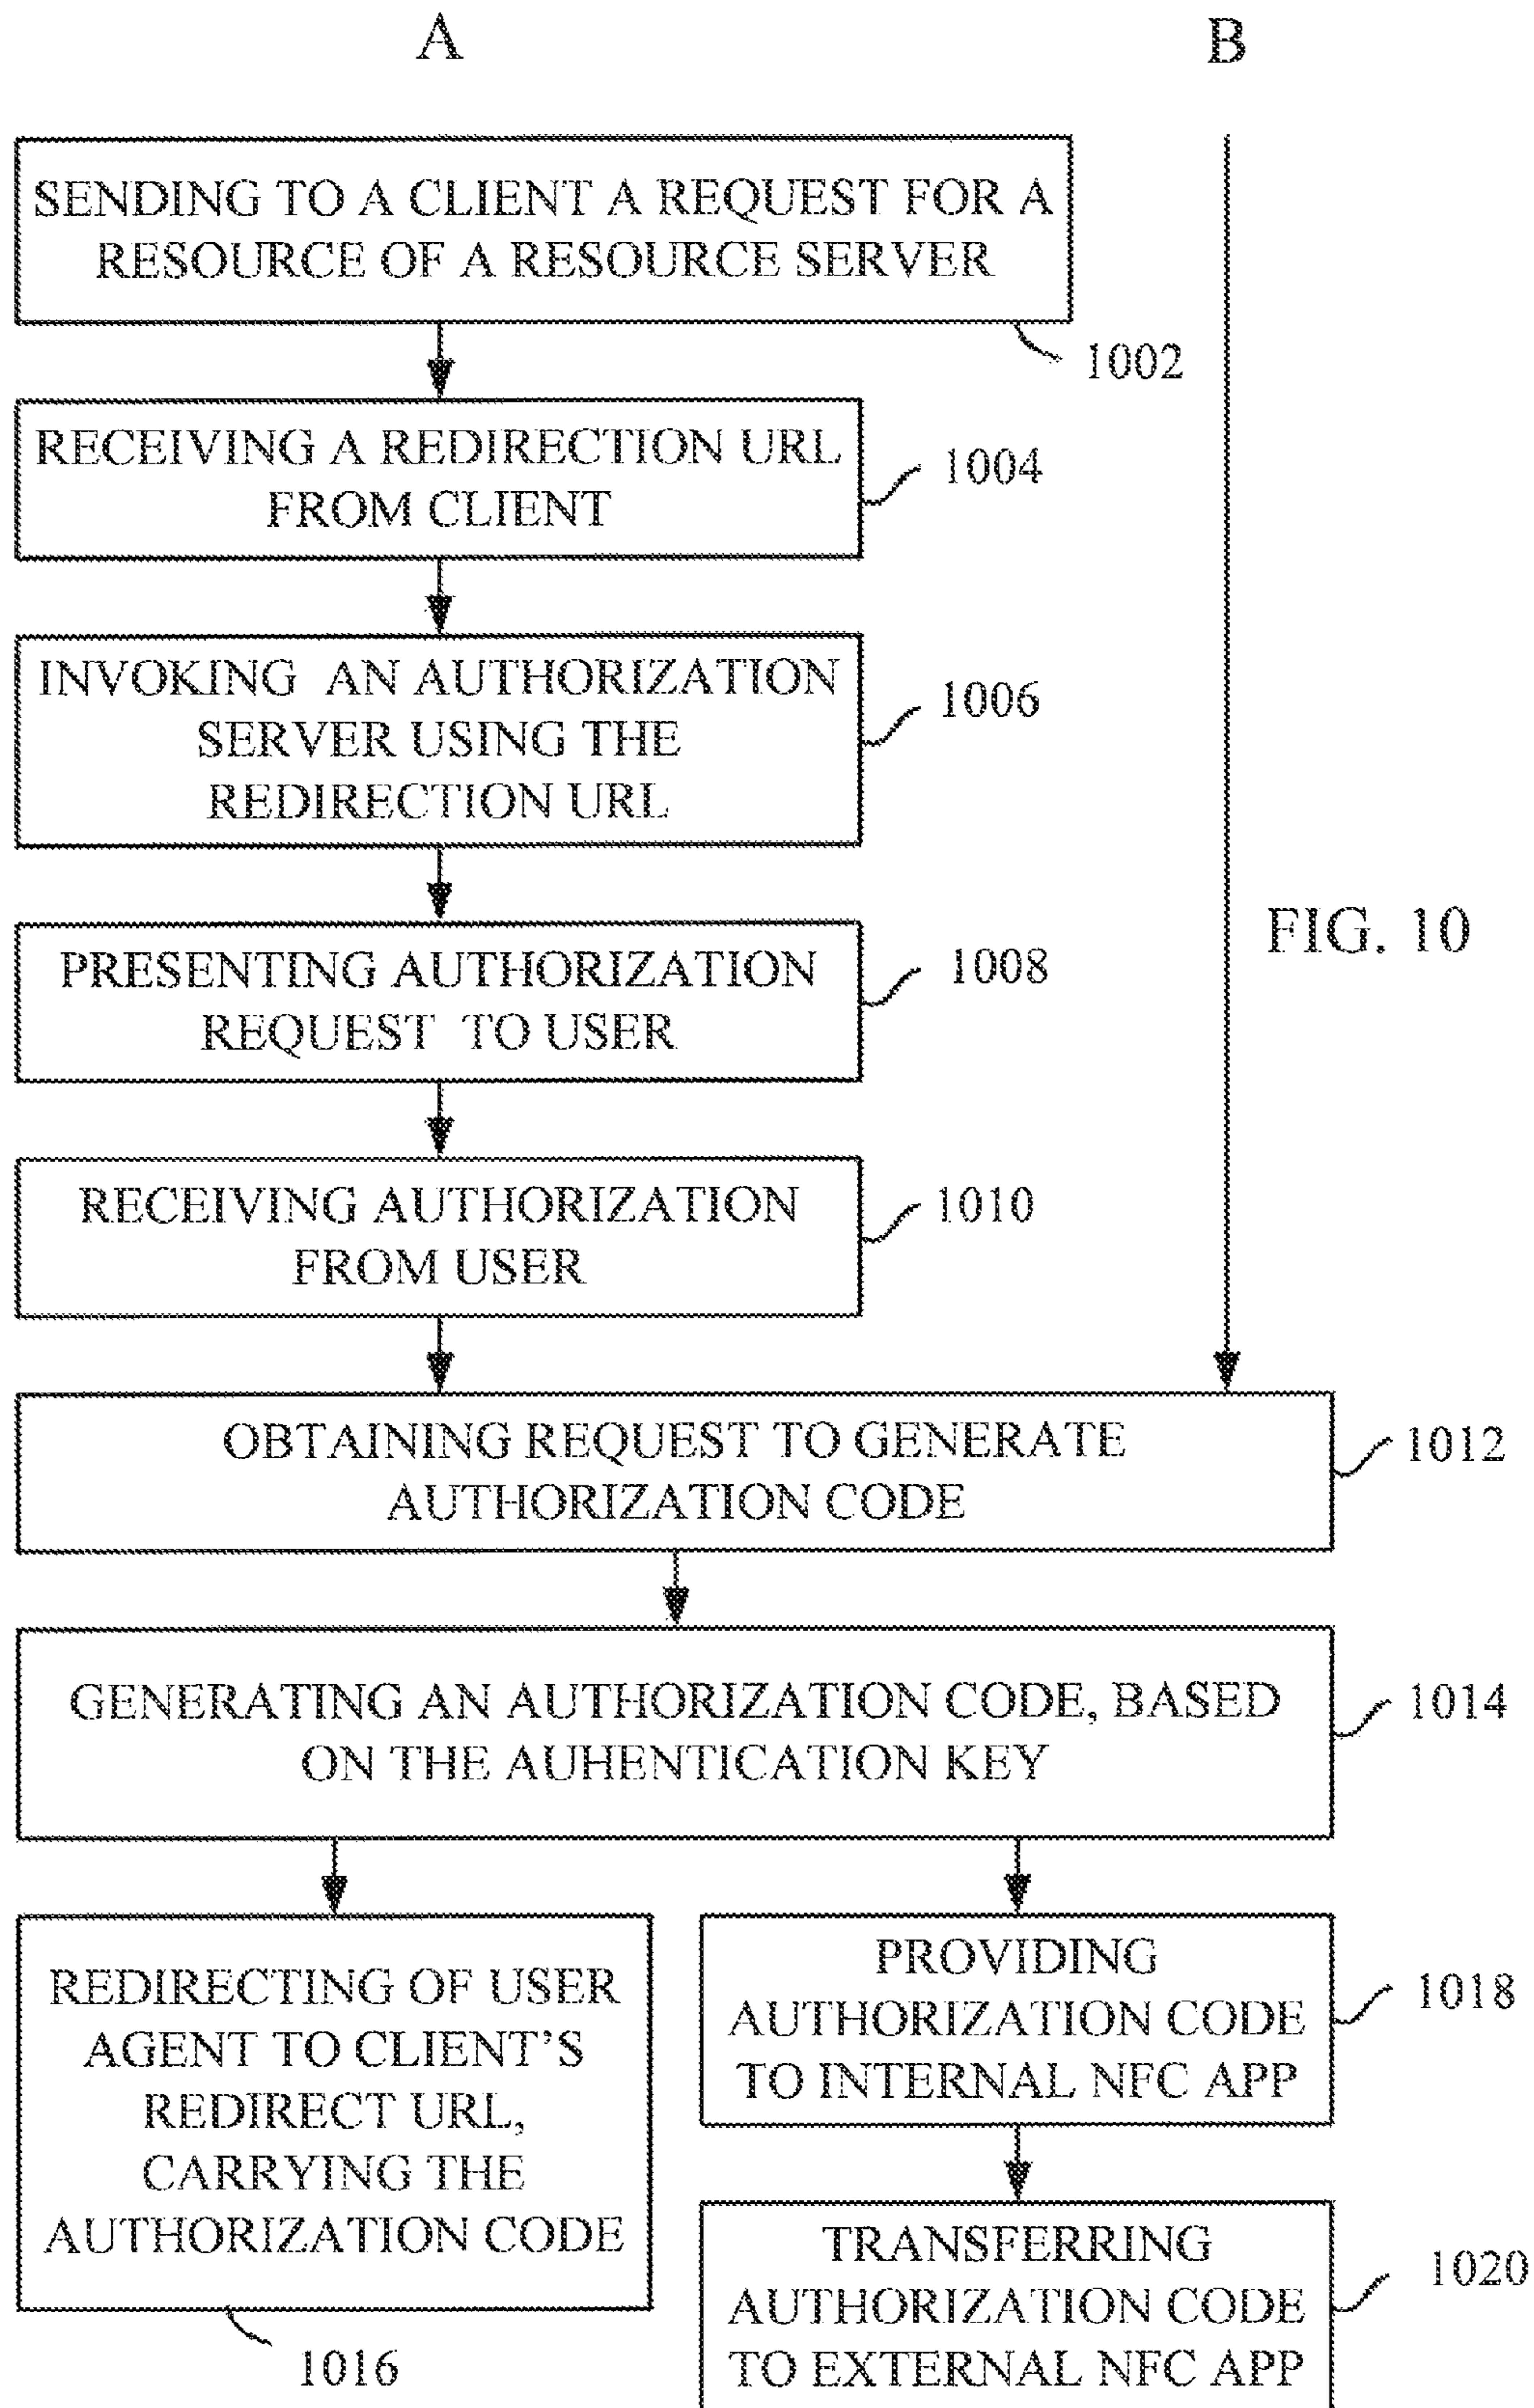 A
B
SENDING TO A CLIENT A REQUEST FOR A
RESOURCE OF A RESOURCE SERVER
1002
RECEIVING A REDIRECTION URL
FROM CLIENT
1004
INVOKING AN AUTHORIZATION
SERVER USING THE
REDIRECTION URL
1006
PRESENTING AUTHORIZATION
REQUEST TO USER
1008
FIG. 10
RECEIVING AUTHORIZATION
FROM USER
1010
OBTAINING REQUEST TO GENERATE
AUTHORIZATION CODE
1012
GENERATING AN AUTHORIZATION CODE, BASED
ON THE AUHENTICATION KEY
1014
REDIRECTING OF USER
AGENT TO CLIENT'S
REDIRECT URL,
CARRYING THE
AUTHORIZATION CODE
1016
PROVIDING
AUTHORIZATION CODE
TO INTERNAL NFC APP
1018
TRANSFERRING
AUTHORIZATION CODE
TO EXTERNAL NFC APP
1020